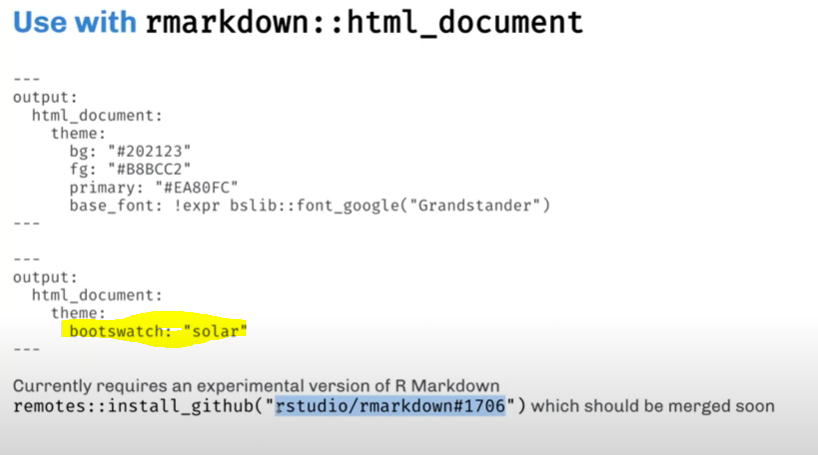 Use with rmarkdown::html_document
---
output:
  html_document:
    theme:
      bg: "#202123"
      fg: "#B8BCC2"
      primary: "#EA80FC"
      base_font: !expr bslib::font_google("Grandstander")
---
---
output:
  html_document:
    theme:
      bootswatch: "solar"
---
Currently requires an experimental version of R Markdown
remotes::install_github("rstudio/rmarkdown#1706") which should be merged soon